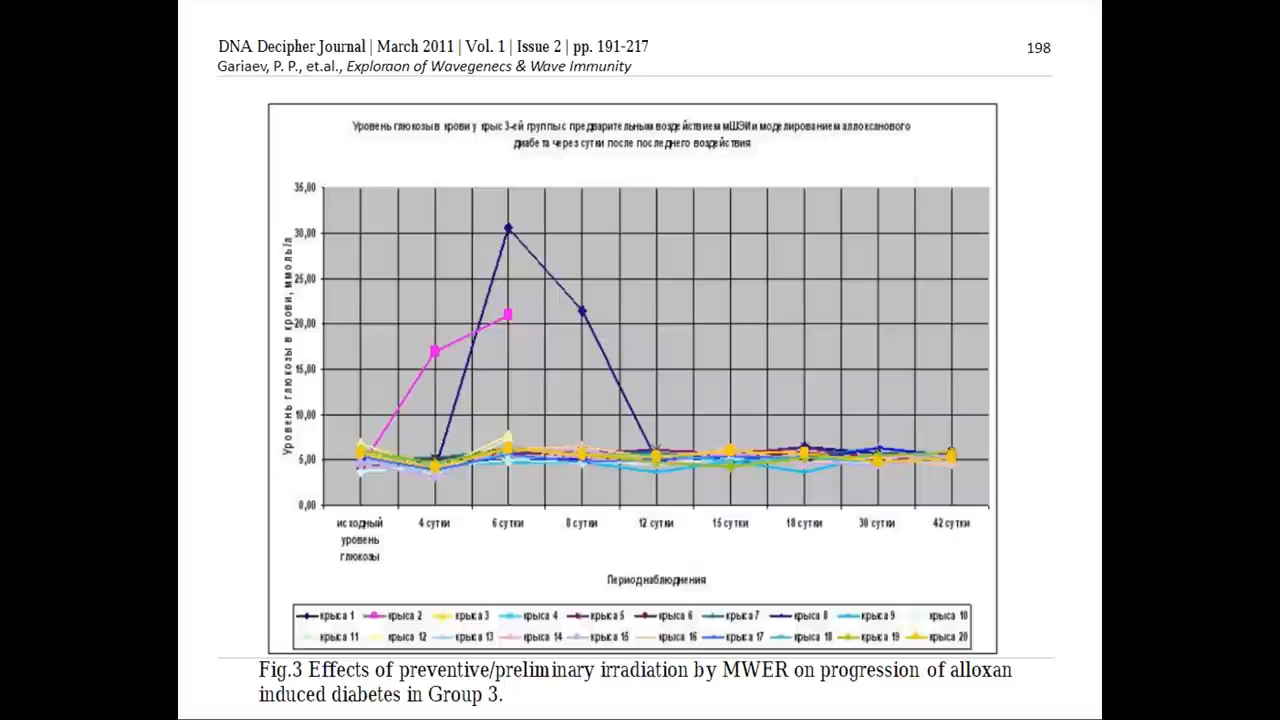 DNA Decipher Journal | March 2011 | Vol. 1 | Issue 2 | pp. 191-217
198
Gariaev, P. P., et.al., Exploraon of Wavegenecs & Wave Immunity
Уровень глюкозы в крови у крыс 3-ей группы с предварительным воздействием мШЭИ и моделированием аллоксанового
диабета через сутки после последнего воздействия
Уровень глюкозы в крови, ммоль/л
35,00
30,00
25,00
20,00
15,00
10,00
5,00
0,00
исходный уровень глюкозы
4 сутки
6 сутки
8 сутки
12 сутки
15 сутки
18 сутки
30 сутки
42 сутки
Период наблюдения
крыса 1 крыса 2 крыса 3 крыса 4 крыса 5 крыса 6 крыса 7 крыса 8 крыса 9 крыса 10
крыса 11 крыса 12 крыса 13 крыса 14 крыса 15 крыса 16 крыса 17 крыса 18 крыса 19 крыса 20
Fig.3 Effects of preventive/preliminary irradiation by MWER on progression of alloxan
induced diabetes in Group 3.